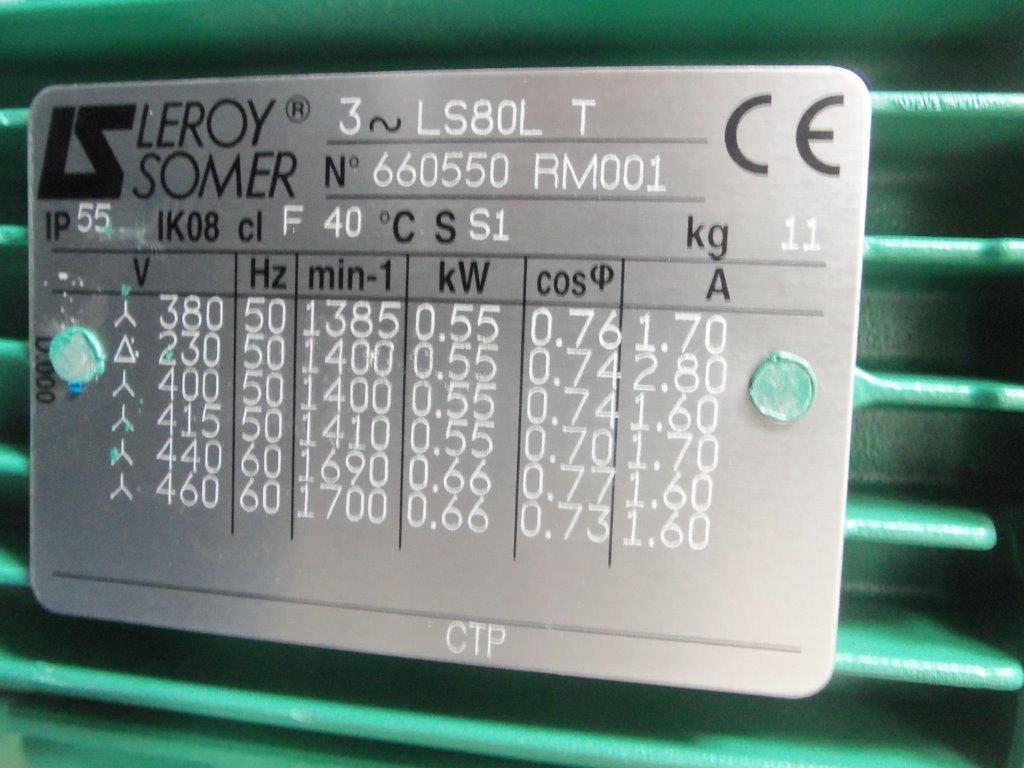 LEROY SOMER ® 3~ LS80L T CE
N° 660550 RM001
IP 55 IK08 cl F 40 °C S S1 kg 11
V Hz min-1 kW cosφ A
⅄ 380 50 1385 0.55 0.76 1.70
Δ 230 50 1400 0.55 0.74 2.80
⅄ 400 50 1400 0.55 0.74 1.60
⅄ 415 50 1410 0.55 0.70 1.70
⅄ 440 60 1690 0.66 0.77 1.60
⅄ 460 60 1700 0.66 0.73 1.60
CTP